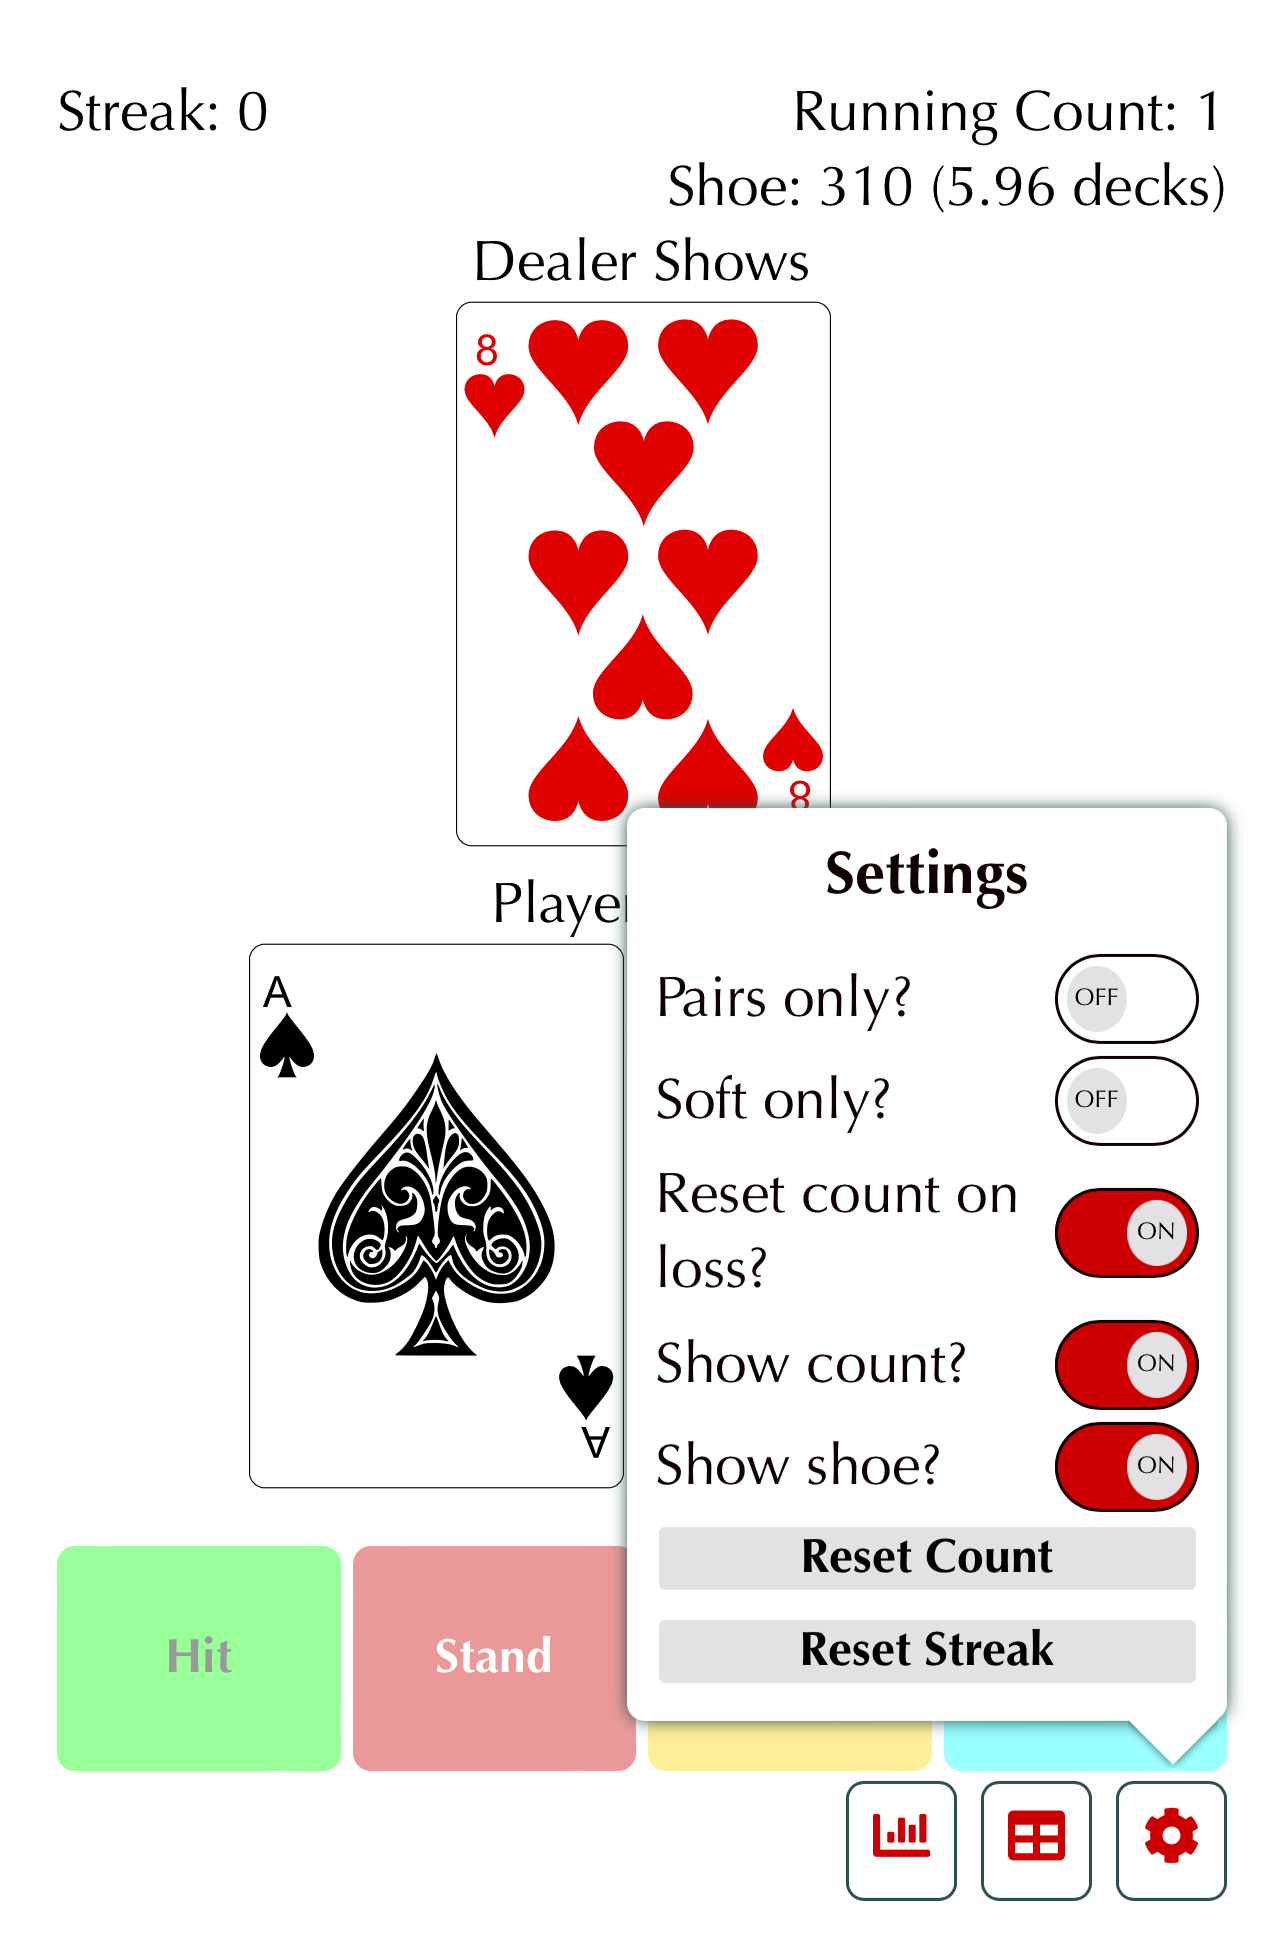 Streak: 0
Running Count: 1
Shoe: 310 (5.96 decks)
Dealer Shows
8
8
Player
A
A
Settings
Pairs only?
OFF
Soft only?
OFF
Reset count on
loss?
ON
Show count?
ON
Show shoe?
ON
Reset Count
Reset Streak
Hit
Stand